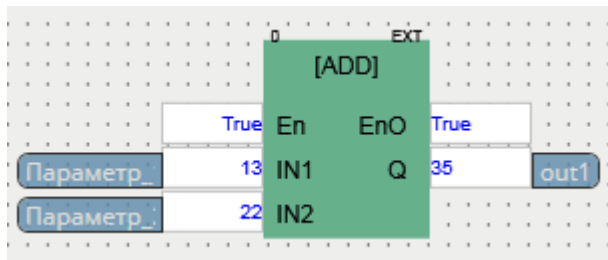 0 EXT
[ADD]
True En EnO True
Параметр_ 13 IN1 Q 35 out1
Параметр_ 22 IN2